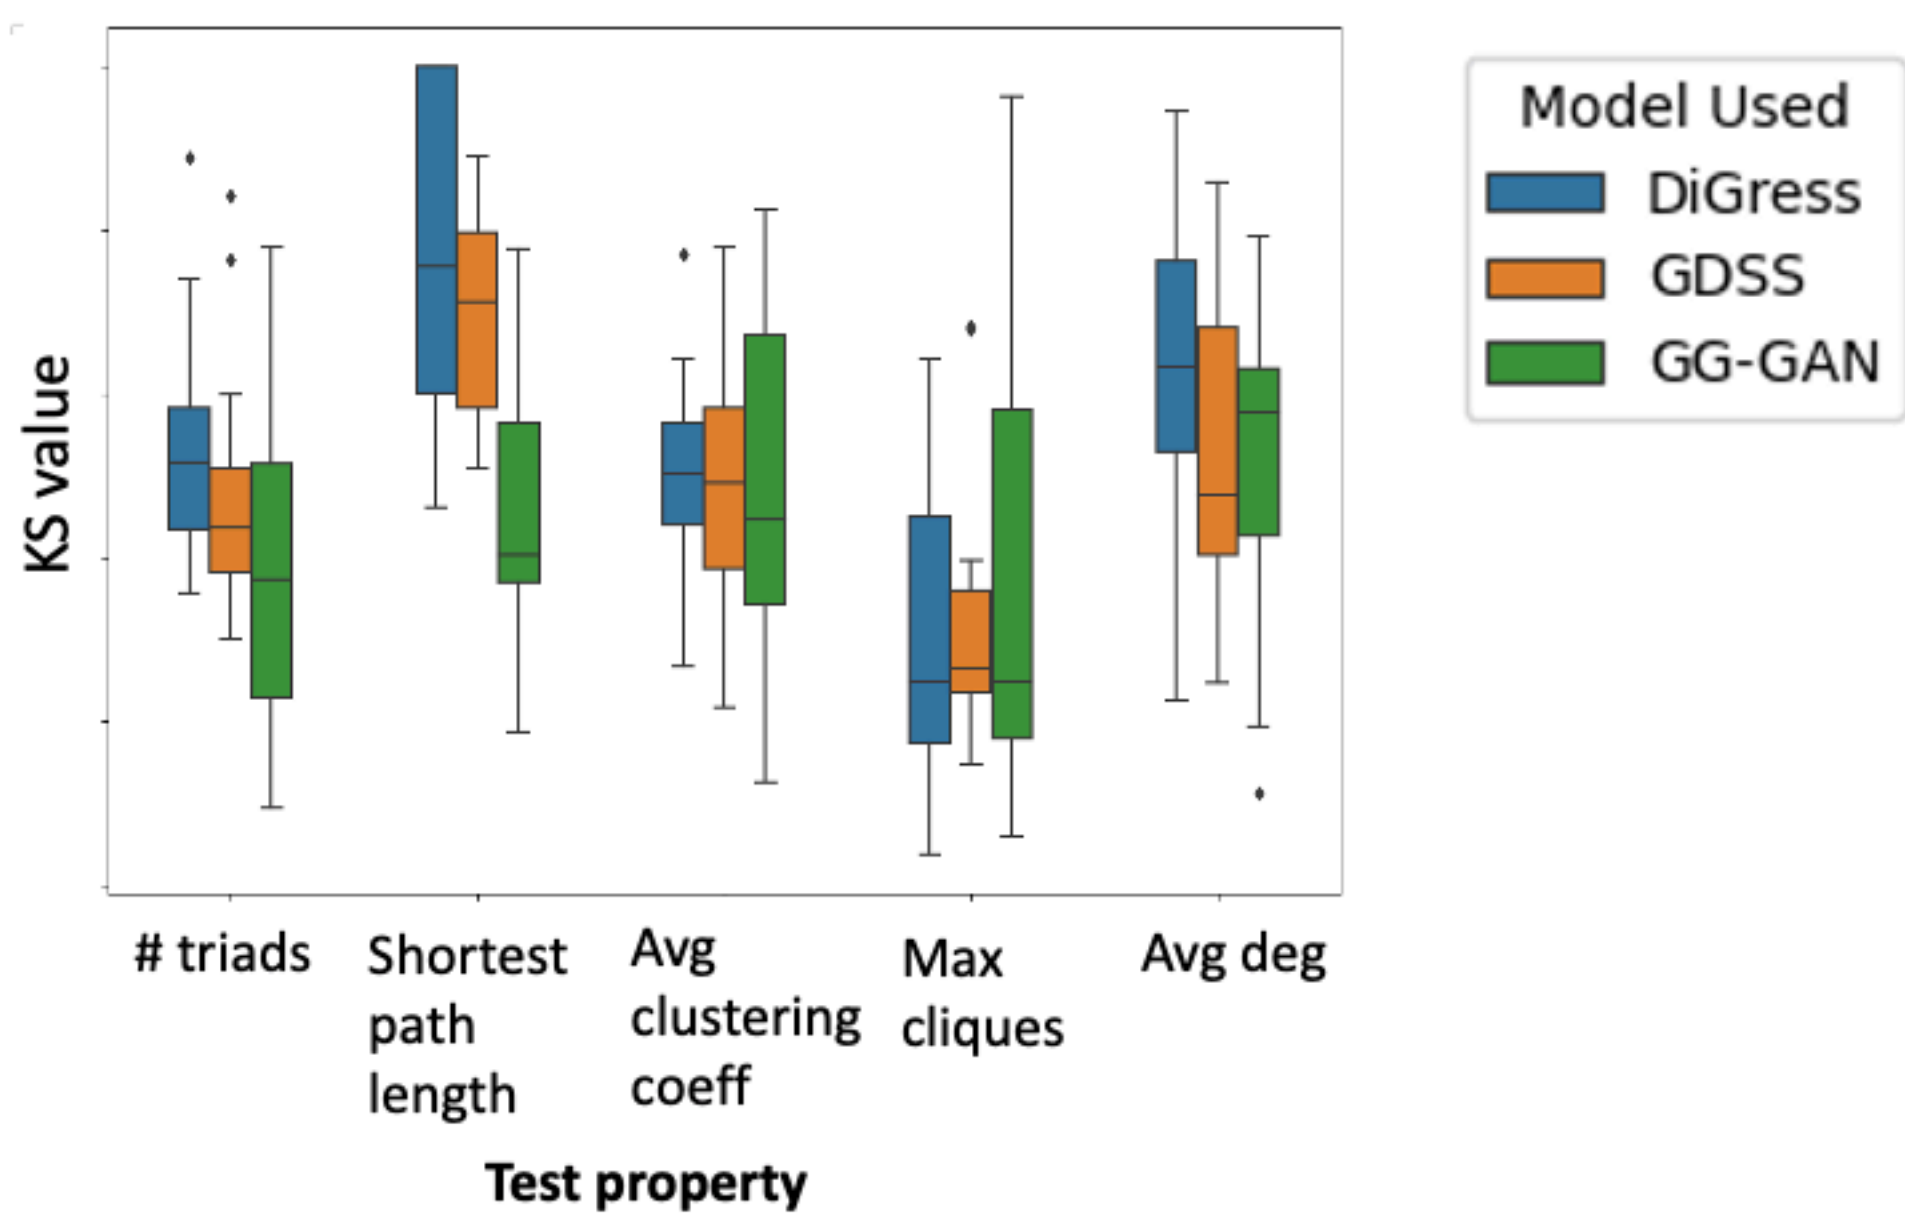 KS value
# triads
Shortest
path
length
Avg
clustering
coeff
Max
cliques
Avg deg
Test property
Model Used
DiGress
GDSS
GG-GAN